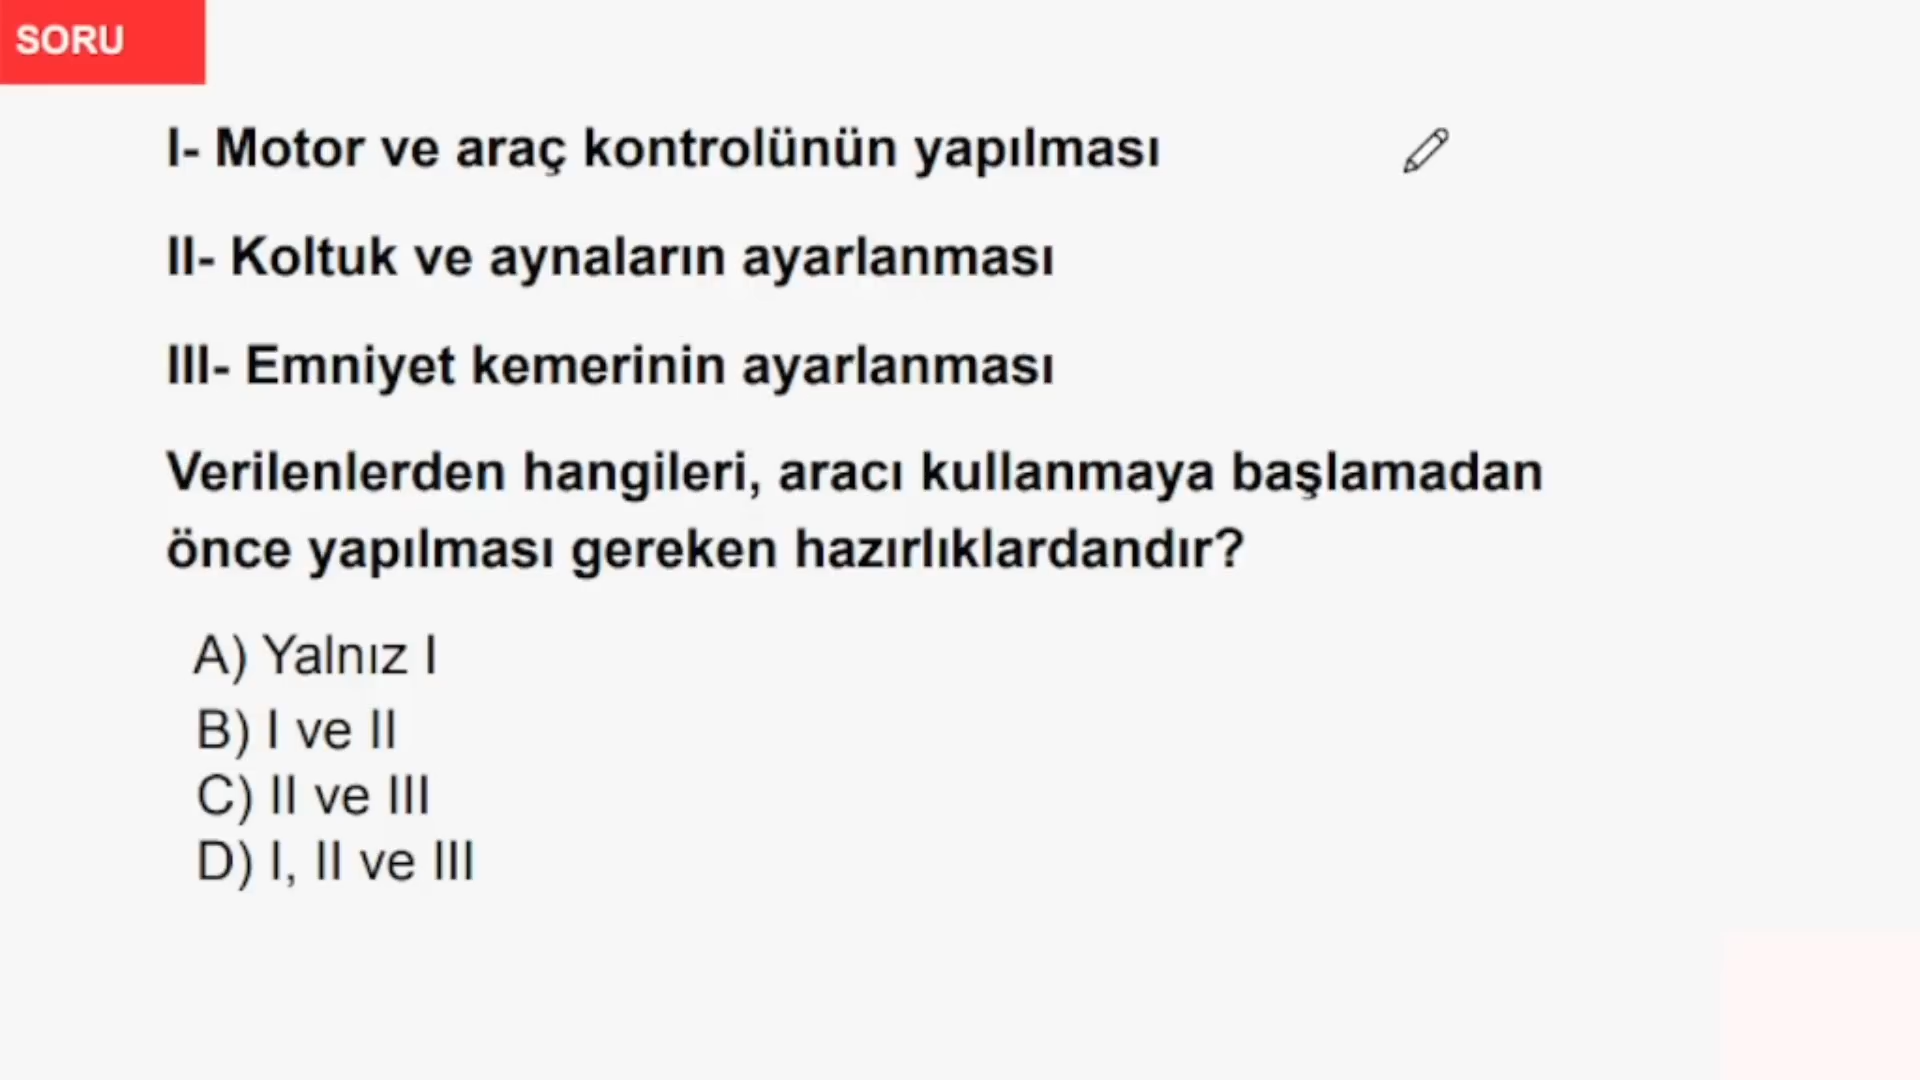 SORU
I- Motor ve araç kontrolünün yapılması
II- Koltuk ve aynaların ayarlanması
III- Emniyet kemerinin ayarlanması
Verilenlerden hangileri, aracı kullanmaya başlamadan
önce yapılması gereken hazırlıklardandır?
A) Yalnız I
B) I ve II
C) II ve III
D) I, II ve III